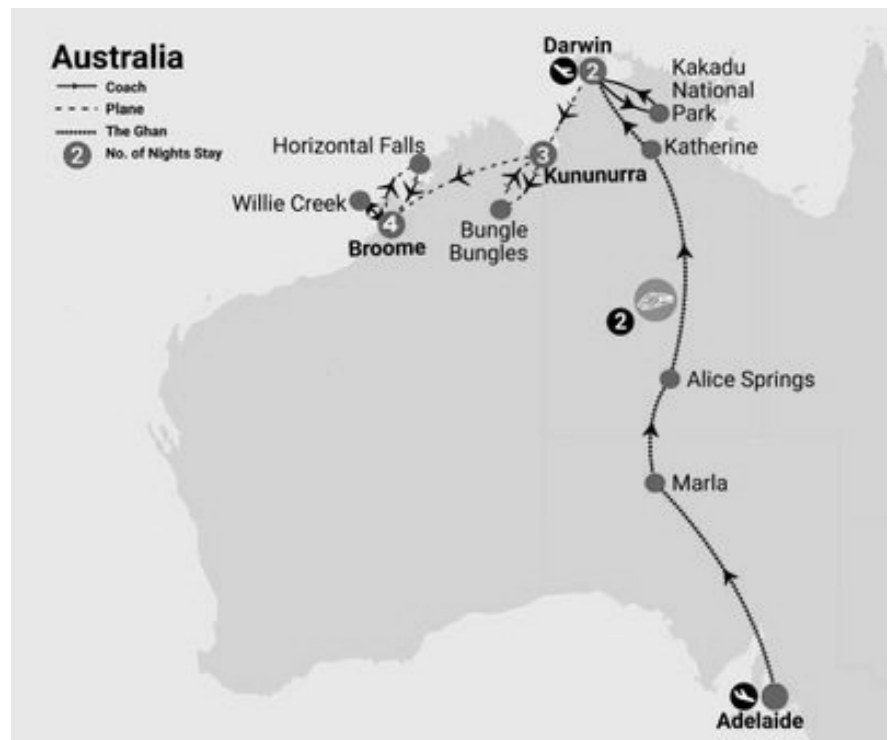 Australia
Coach
Plane
The Ghan
2 No. of Nights Stay
Darwin
2
Kakadu
National
Park
Katherine
Horizontal Falls
3
Kununurra
Willie Creek
4
Broome
Bungle
Bungles
2
Alice Springs
Marla
Adelaide